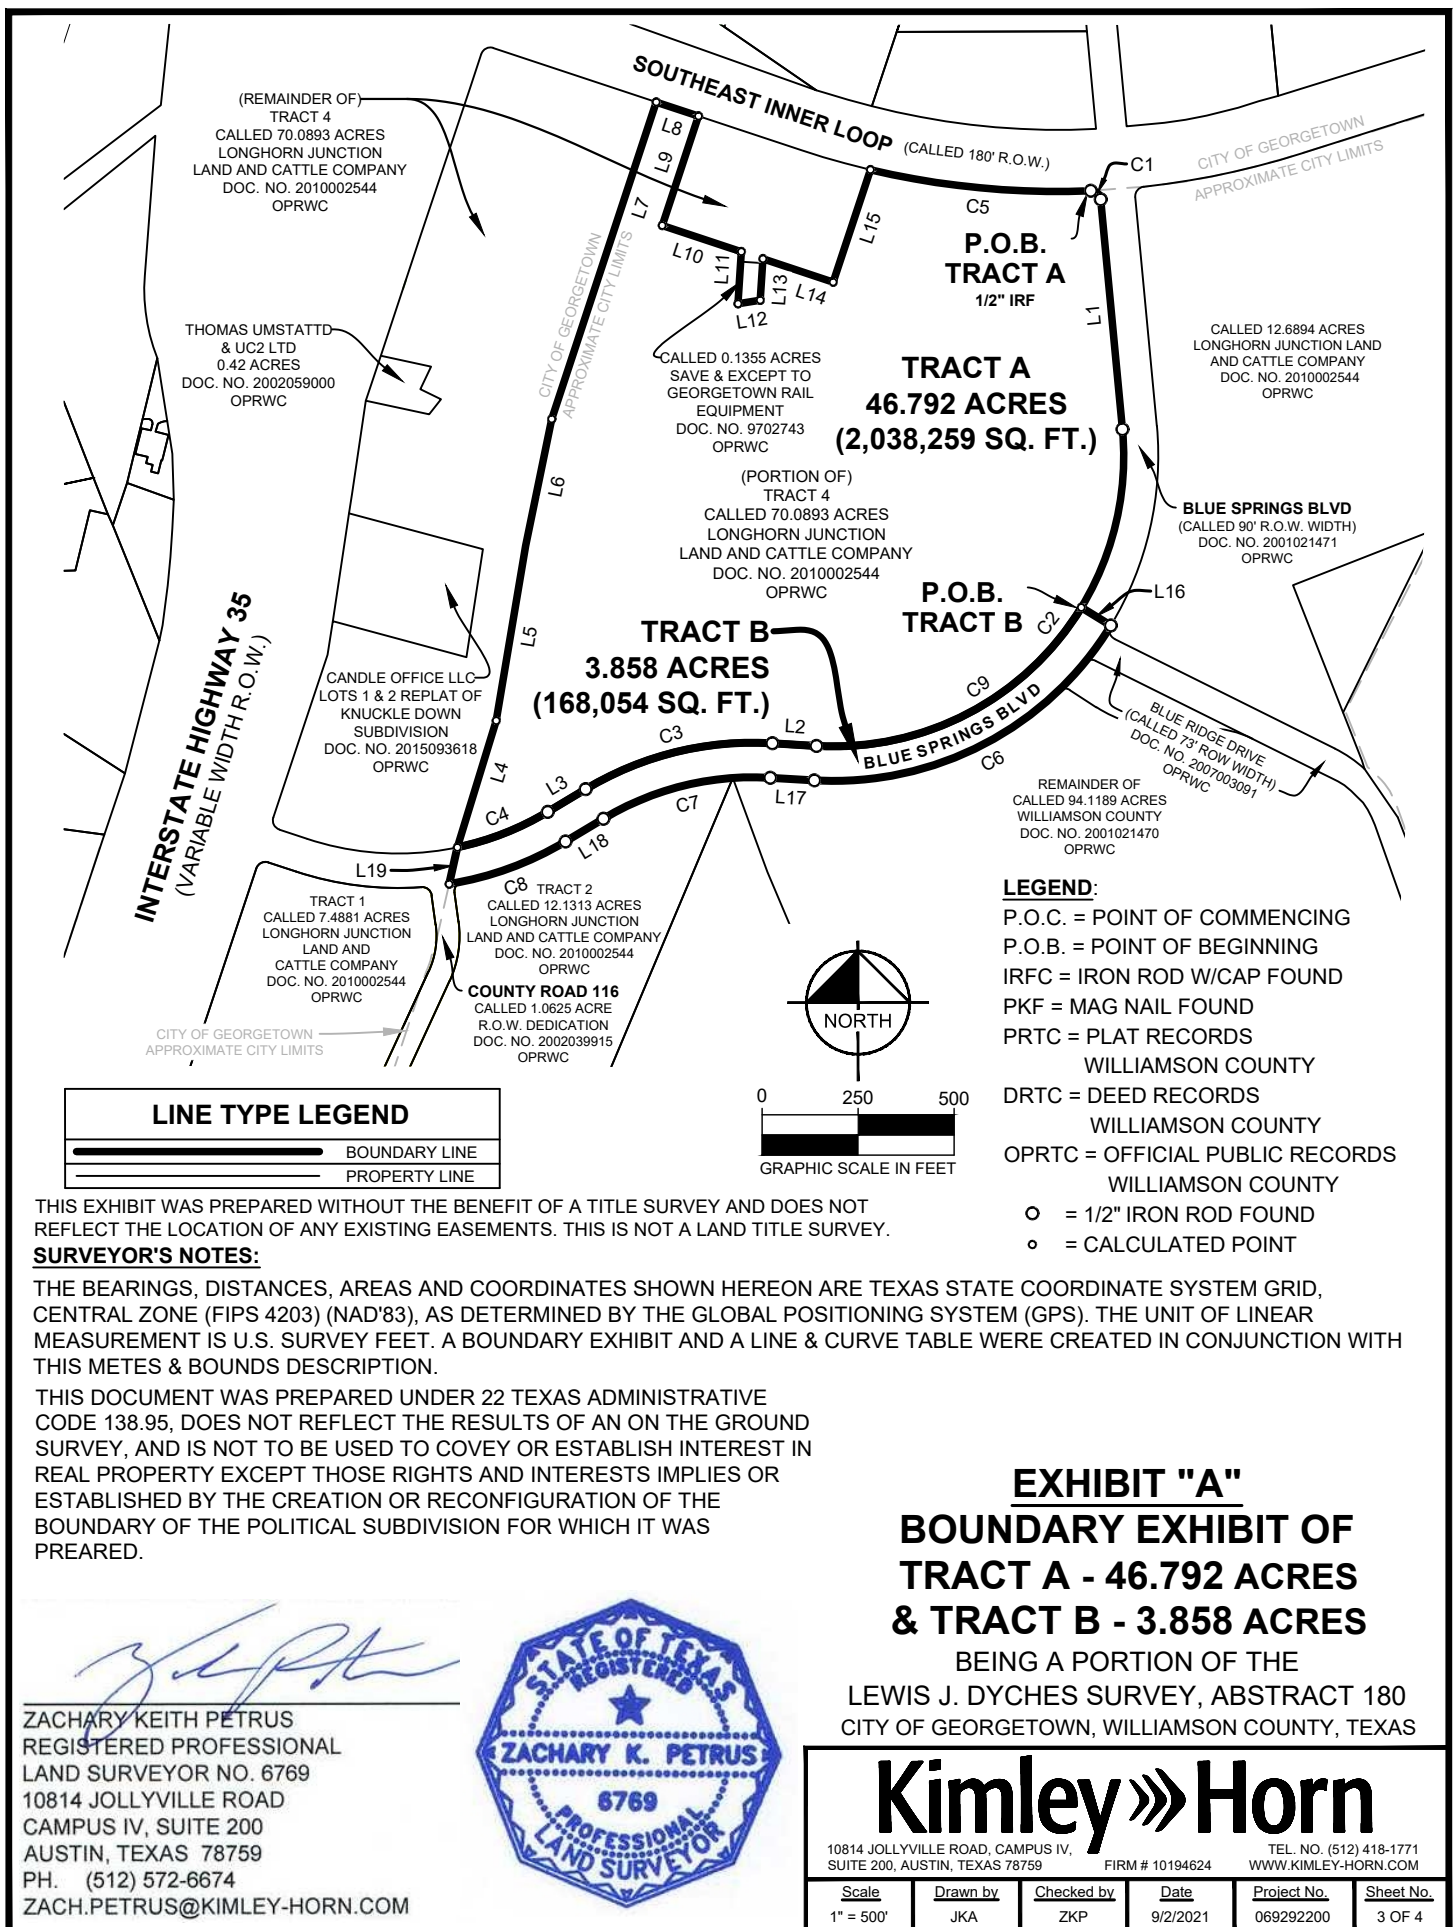 SOUTHEAST INNER LOOP
(CALLED 180' R.O.W.)
(REMAINDER OF)
TRACT 4
CALLED 70.0893 ACRES
LONGHORN JUNCTION
LAND AND CATTLE COMPANY
DOC. NO. 2010002544
OPRWC
L8
L9
L7
L10
L11
L12
L13
L14
L15
C5
C1
CITY OF GEORGETOWN
APPROXIMATE CITY LIMITS
P.O.B.
TRACT A
1/2" IRF
L1
CITY OF GEORGETOWN
APPROXIMATE CITY LIMITS
THOMAS UMSTATTD
& UC2 LTD
0.42 ACRES
DOC. NO. 2002059000
OPRWC
CALLED 0.1355 ACRES
SAVE & EXCEPT TO
GEORGETOWN RAIL
EQUIPMENT
DOC. NO. 9702743
OPRWC
TRACT A
46.792 ACRES
(2,038,259 SQ. FT.)
CALLED 12.6894 ACRES
LONGHORN JUNCTION LAND
AND CATTLE COMPANY
DOC. NO. 2010002544
OPRWC
(PORTION OF)
TRACT 4
CALLED 70.0893 ACRES
LONGHORN JUNCTION
LAND AND CATTLE COMPANY
DOC. NO. 2010002544
OPRWC
L6
BLUE SPRINGS BLVD
(CALLED 90' R.O.W. WIDTH)
DOC. NO. 2001021471
OPRWC
P.O.B.
TRACT B
L16
C2
L5
TRACT B
3.858 ACRES
(168,054 SQ. FT.)
INTERSTATE HIGHWAY 35
(VARIABLE WIDTH R.O.W.)
CANDLE OFFICE LLC
LOTS 1 & 2 REPLAT OF
KNUCKLE DOWN
SUBDIVISION
DOC. NO. 2015093618
OPRWC
C9
BLUE SPRINGS BLVD
C6
BLUE RIDGE DRIVE
(CALLED 73' ROW WIDTH)
DOC. NO. 2007003091
OPRWC
L2
C3
L3
L4
C4
C7
L17
L18
L19
C8
REMAINDER OF
CALLED 94.1189 ACRES
WILLIAMSON COUNTY
DOC. NO. 2001021470
OPRWC
TRACT 1
CALLED 7.4881 ACRES
LONGHORN JUNCTION
LAND AND
CATTLE COMPANY
DOC. NO. 2010002544
OPRWC
TRACT 2
CALLED 12.1313 ACRES
LONGHORN JUNCTION
LAND AND CATTLE COMPANY
DOC. NO. 2010002544
OPRWC
COUNTY ROAD 116
CALLED 1.0625 ACRE
R.O.W. DEDICATION
DOC. NO. 2002039915
OPRWC
CITY OF GEORGETOWN
APPROXIMATE CITY LIMITS
NORTH
0 250 500
GRAPHIC SCALE IN FEET
LEGEND:
P.O.C. = POINT OF COMMENCING
P.O.B. = POINT OF BEGINNING
IRFC = IRON ROD W/CAP FOUND
PKF = MAG NAIL FOUND
PRTC = PLAT RECORDS
WILLIAMSON COUNTY
DRTC = DEED RECORDS
WILLIAMSON COUNTY
OPRTC = OFFICIAL PUBLIC RECORDS
WILLIAMSON COUNTY
= 1/2" IRON ROD FOUND
= CALCULATED POINT
LINE TYPE LEGEND
BOUNDARY LINE
PROPERTY LINE
THIS EXHIBIT WAS PREPARED WITHOUT THE BENEFIT OF A TITLE SURVEY AND DOES NOT
REFLECT THE LOCATION OF ANY EXISTING EASEMENTS. THIS IS NOT A LAND TITLE SURVEY.
SURVEYOR'S NOTES:
THE BEARINGS, DISTANCES, AREAS AND COORDINATES SHOWN HEREON ARE TEXAS STATE COORDINATE SYSTEM GRID,
CENTRAL ZONE (FIPS 4203) (NAD'83), AS DETERMINED BY THE GLOBAL POSITIONING SYSTEM (GPS). THE UNIT OF LINEAR
MEASUREMENT IS U.S. SURVEY FEET. A BOUNDARY EXHIBIT AND A LINE & CURVE TABLE WERE CREATED IN CONJUNCTION WITH
THIS METES & BOUNDS DESCRIPTION.
THIS DOCUMENT WAS PREPARED UNDER 22 TEXAS ADMINISTRATIVE
CODE 138.95, DOES NOT REFLECT THE RESULTS OF AN ON THE GROUND
SURVEY, AND IS NOT TO BE USED TO COVEY OR ESTABLISH INTEREST IN
REAL PROPERTY EXCEPT THOSE RIGHTS AND INTERESTS IMPLIES OR
ESTABLISHED BY THE CREATION OR RECONFIGURATION OF THE
BOUNDARY OF THE POLITICAL SUBDIVISION FOR WHICH IT WAS
PREARED.
ZACHARY KEITH PETRUS
REGISTERED PROFESSIONAL
LAND SURVEYOR NO. 6769
10814 JOLLYVILLE ROAD
CAMPUS IV, SUITE 200
AUSTIN, TEXAS 78759
PH. (512) 572-6674
ZACH.PETRUS@KIMLEY-HORN.COM
STATE OF TEXAS
REGISTERED
ZACHARY K. PETRUS
6769
PROFESSIONAL
LAND SURVEYOR
EXHIBIT "A"
BOUNDARY EXHIBIT OF
TRACT A - 46.792 ACRES
& TRACT B - 3.858 ACRES
BEING A PORTION OF THE
LEWIS J. DYCHES SURVEY, ABSTRACT 180
CITY OF GEORGETOWN, WILLIAMSON COUNTY, TEXAS
Kimley»Horn
10814 JOLLYVILLE ROAD, CAMPUS IV,
SUITE 200, AUSTIN, TEXAS 78759
FIRM # 10194624
TEL. NO. (512) 418-1771
WWW.KIMLEY-HORN.COM
Scale Drawn by Checked by Date Project No. Sheet No.
1" = 500' JKA ZKP 9/2/2021 069292200 3 OF 4